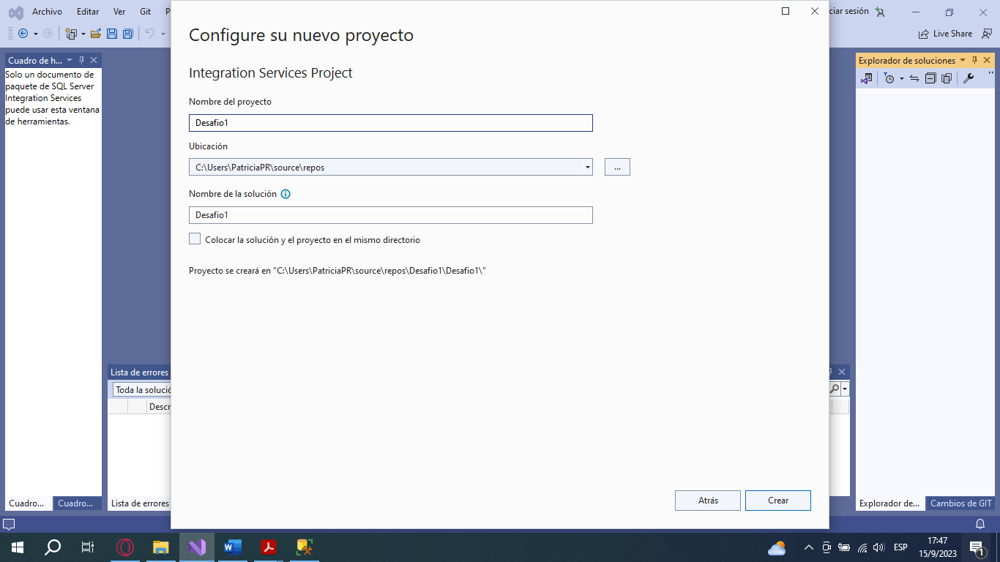 Archivo Editar Ver Git P
ciar sesión
Live Share
Cuadro de h...
Solo un documento de
paquete de SQL Server
Integration Services
puede usar esta ventana
de herramientas.
Cuadro... Cuadro...
Configure su nuevo proyecto
Integration Services Project
Nombre del proyecto
Desafio1
Ubicación
C:\Users\PatriciaPR\source\repos
...
Nombre de la solución
Desafio1
Colocar la solución y el proyecto en el mismo directorio
Proyecto se creará en "C:\Users\PatriciaPR\source\repos\Desafio1\Desafio1\"
Atrás Crear
Lista de errores
Toda la solució
Descr
Lista de errores
Explorador de soluciones
Explorador de... Cambios de GIT
ESP
17:47
15/9/2023
1